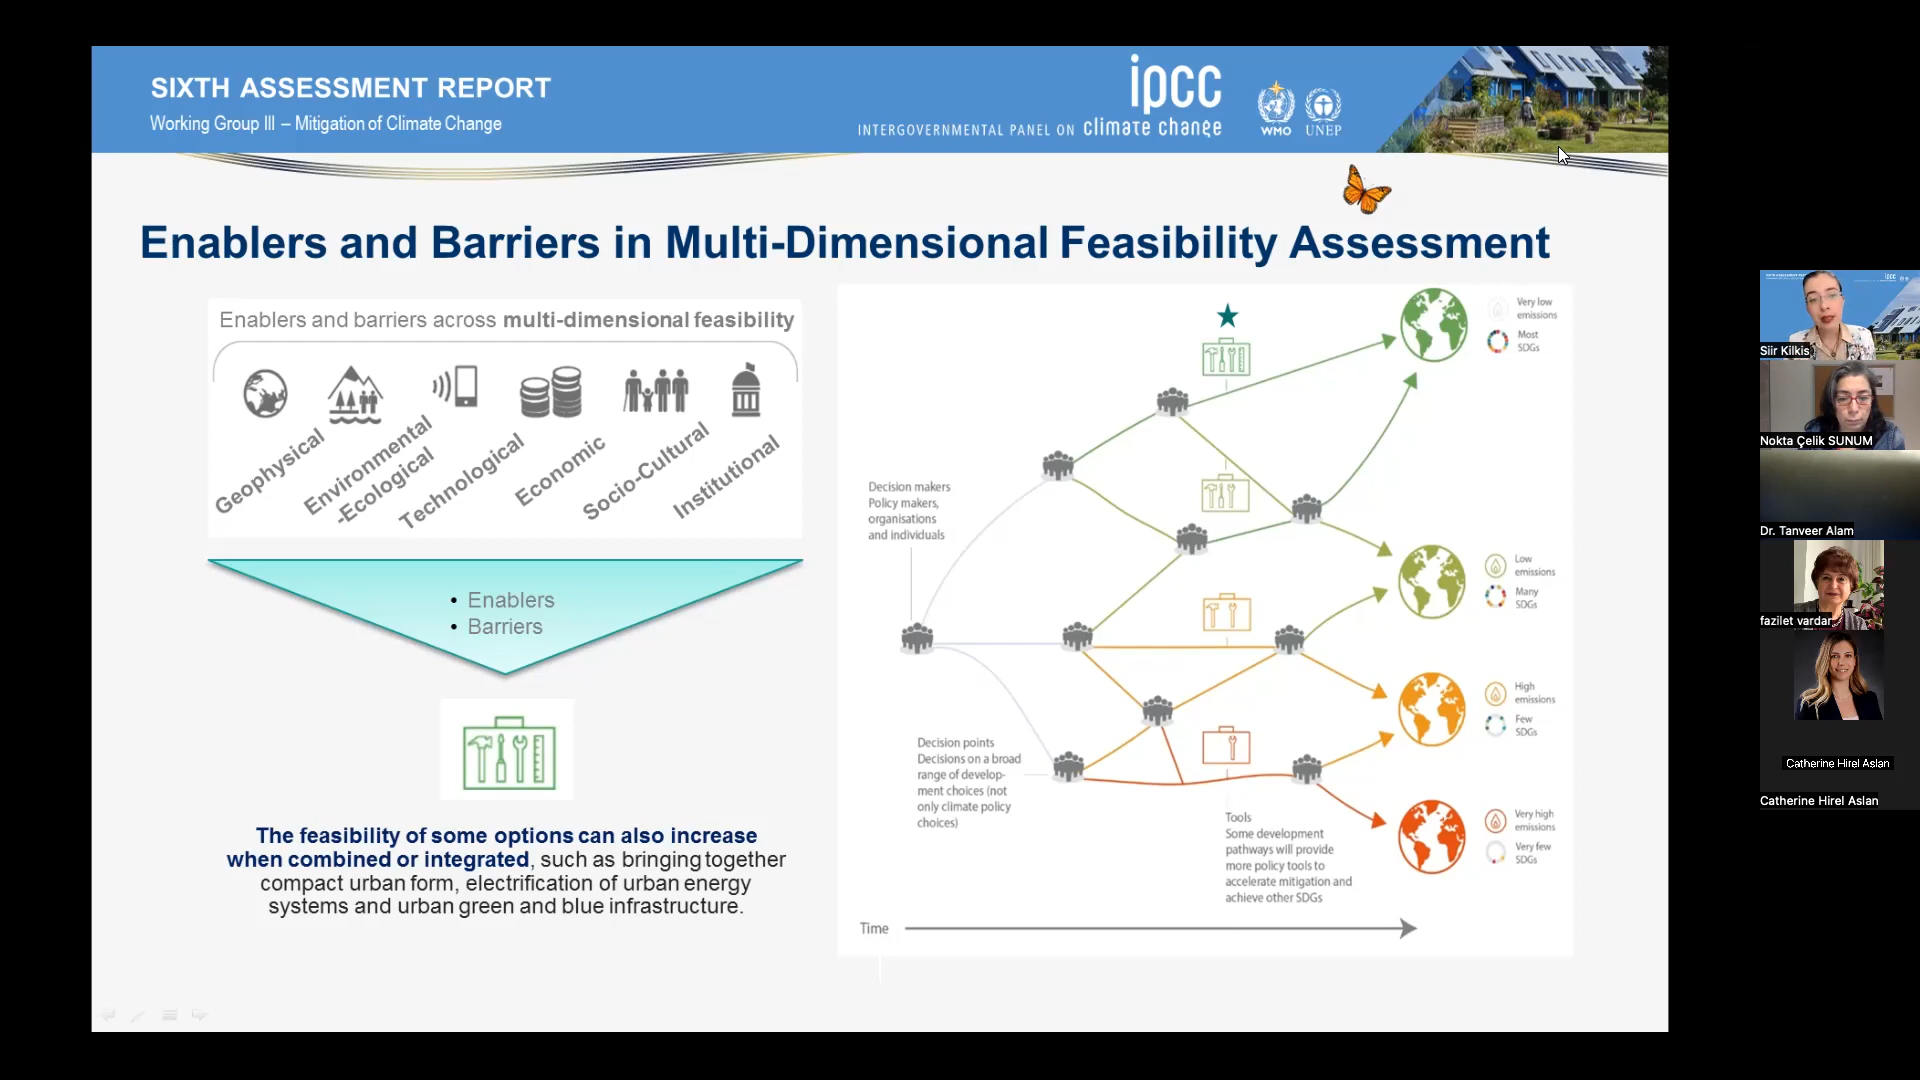 SIXTH ASSESSMENT REPORT
Working Group III – Mitigation of Climate Change
ipcc
INTERGOVERNMENTAL PANEL ON climate change
WMO
UNEP
Enablers and Barriers in Multi-Dimensional Feasibility Assessment
Enablers and barriers across multi-dimensional feasibility
Geophysical
Environmental
-Ecological
Technological
Economic
Socio-Cultural
Institutional
• Enablers
• Barriers
The feasibility of some options can also increase
when combined or integrated, such as bringing together
compact urban form, electrification of urban energy
systems and urban green and blue infrastructure.
Decision makers
Policy makers,
organisations
and individuals
Decision points
Decisions on a broad
range of develop-
ment choices (not
only climate policy
choices)
Tools
Some development
pathways will provide
more policy tools to
accelerate mitigation and
achieve other SDGs
Time
Very low
emissions
Most
SDGs
Low
emissions
Many
SDGs
High
emissions
Few
SDGs
Very high
emissions
Very few
SDGs
Siir Kilkis
Nokta Çelik SUNUM
Dr. Tanveer Alam
fazilet vardar
Catherine Hirel Aslan
Catherine Hirel Aslan